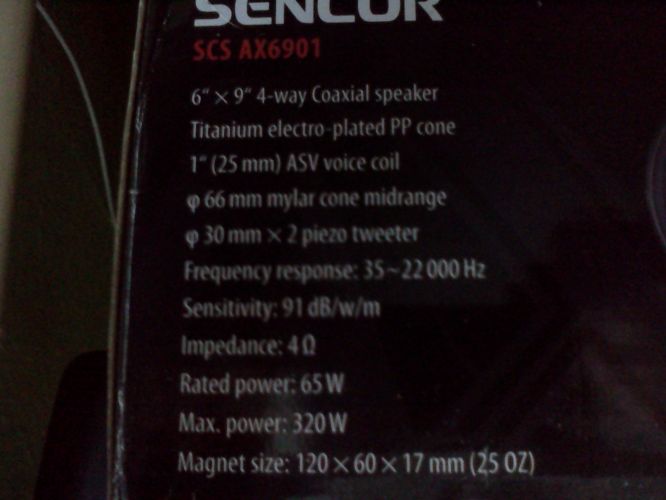 SENCOR
SCS AX6901
6" × 9" 4-way Coaxial speaker
Titanium electro-plated PP cone
1" (25 mm) ASV voice coil
φ 66 mm mylar cone midrange
φ 30 mm × 2 piezo tweeter
Frequency response: 35~22 000 Hz
Sensitivity: 91 dB/w/m
Impedance: 4 Ω
Rated power: 65 W
Max. power: 320 W
Magnet size: 120 × 60 × 17 mm (25 OZ)